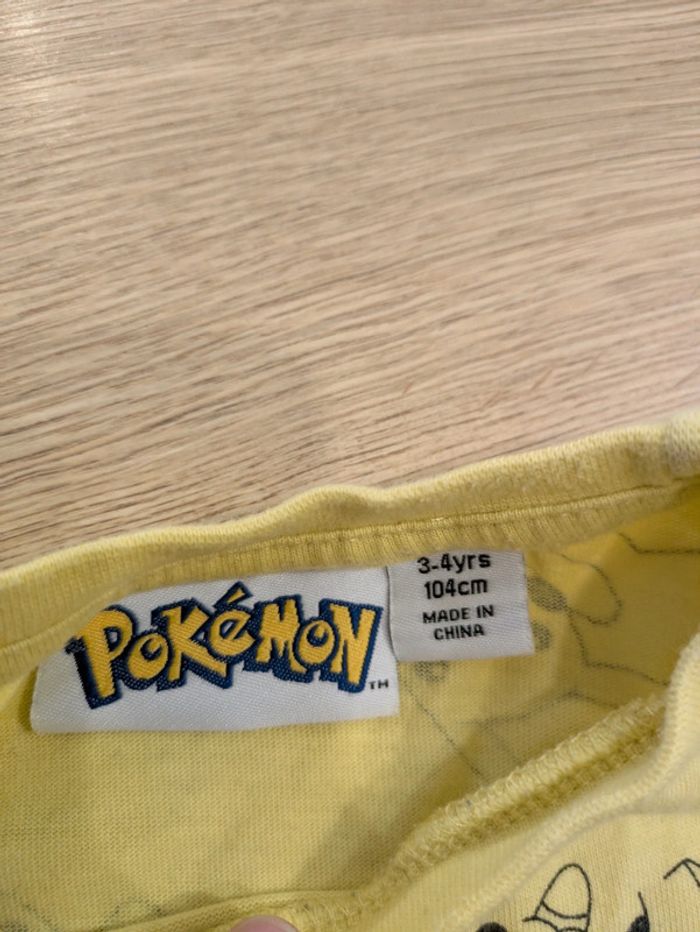 POKéMON
TM
3-4yrs
104cm
MADE IN
CHINA